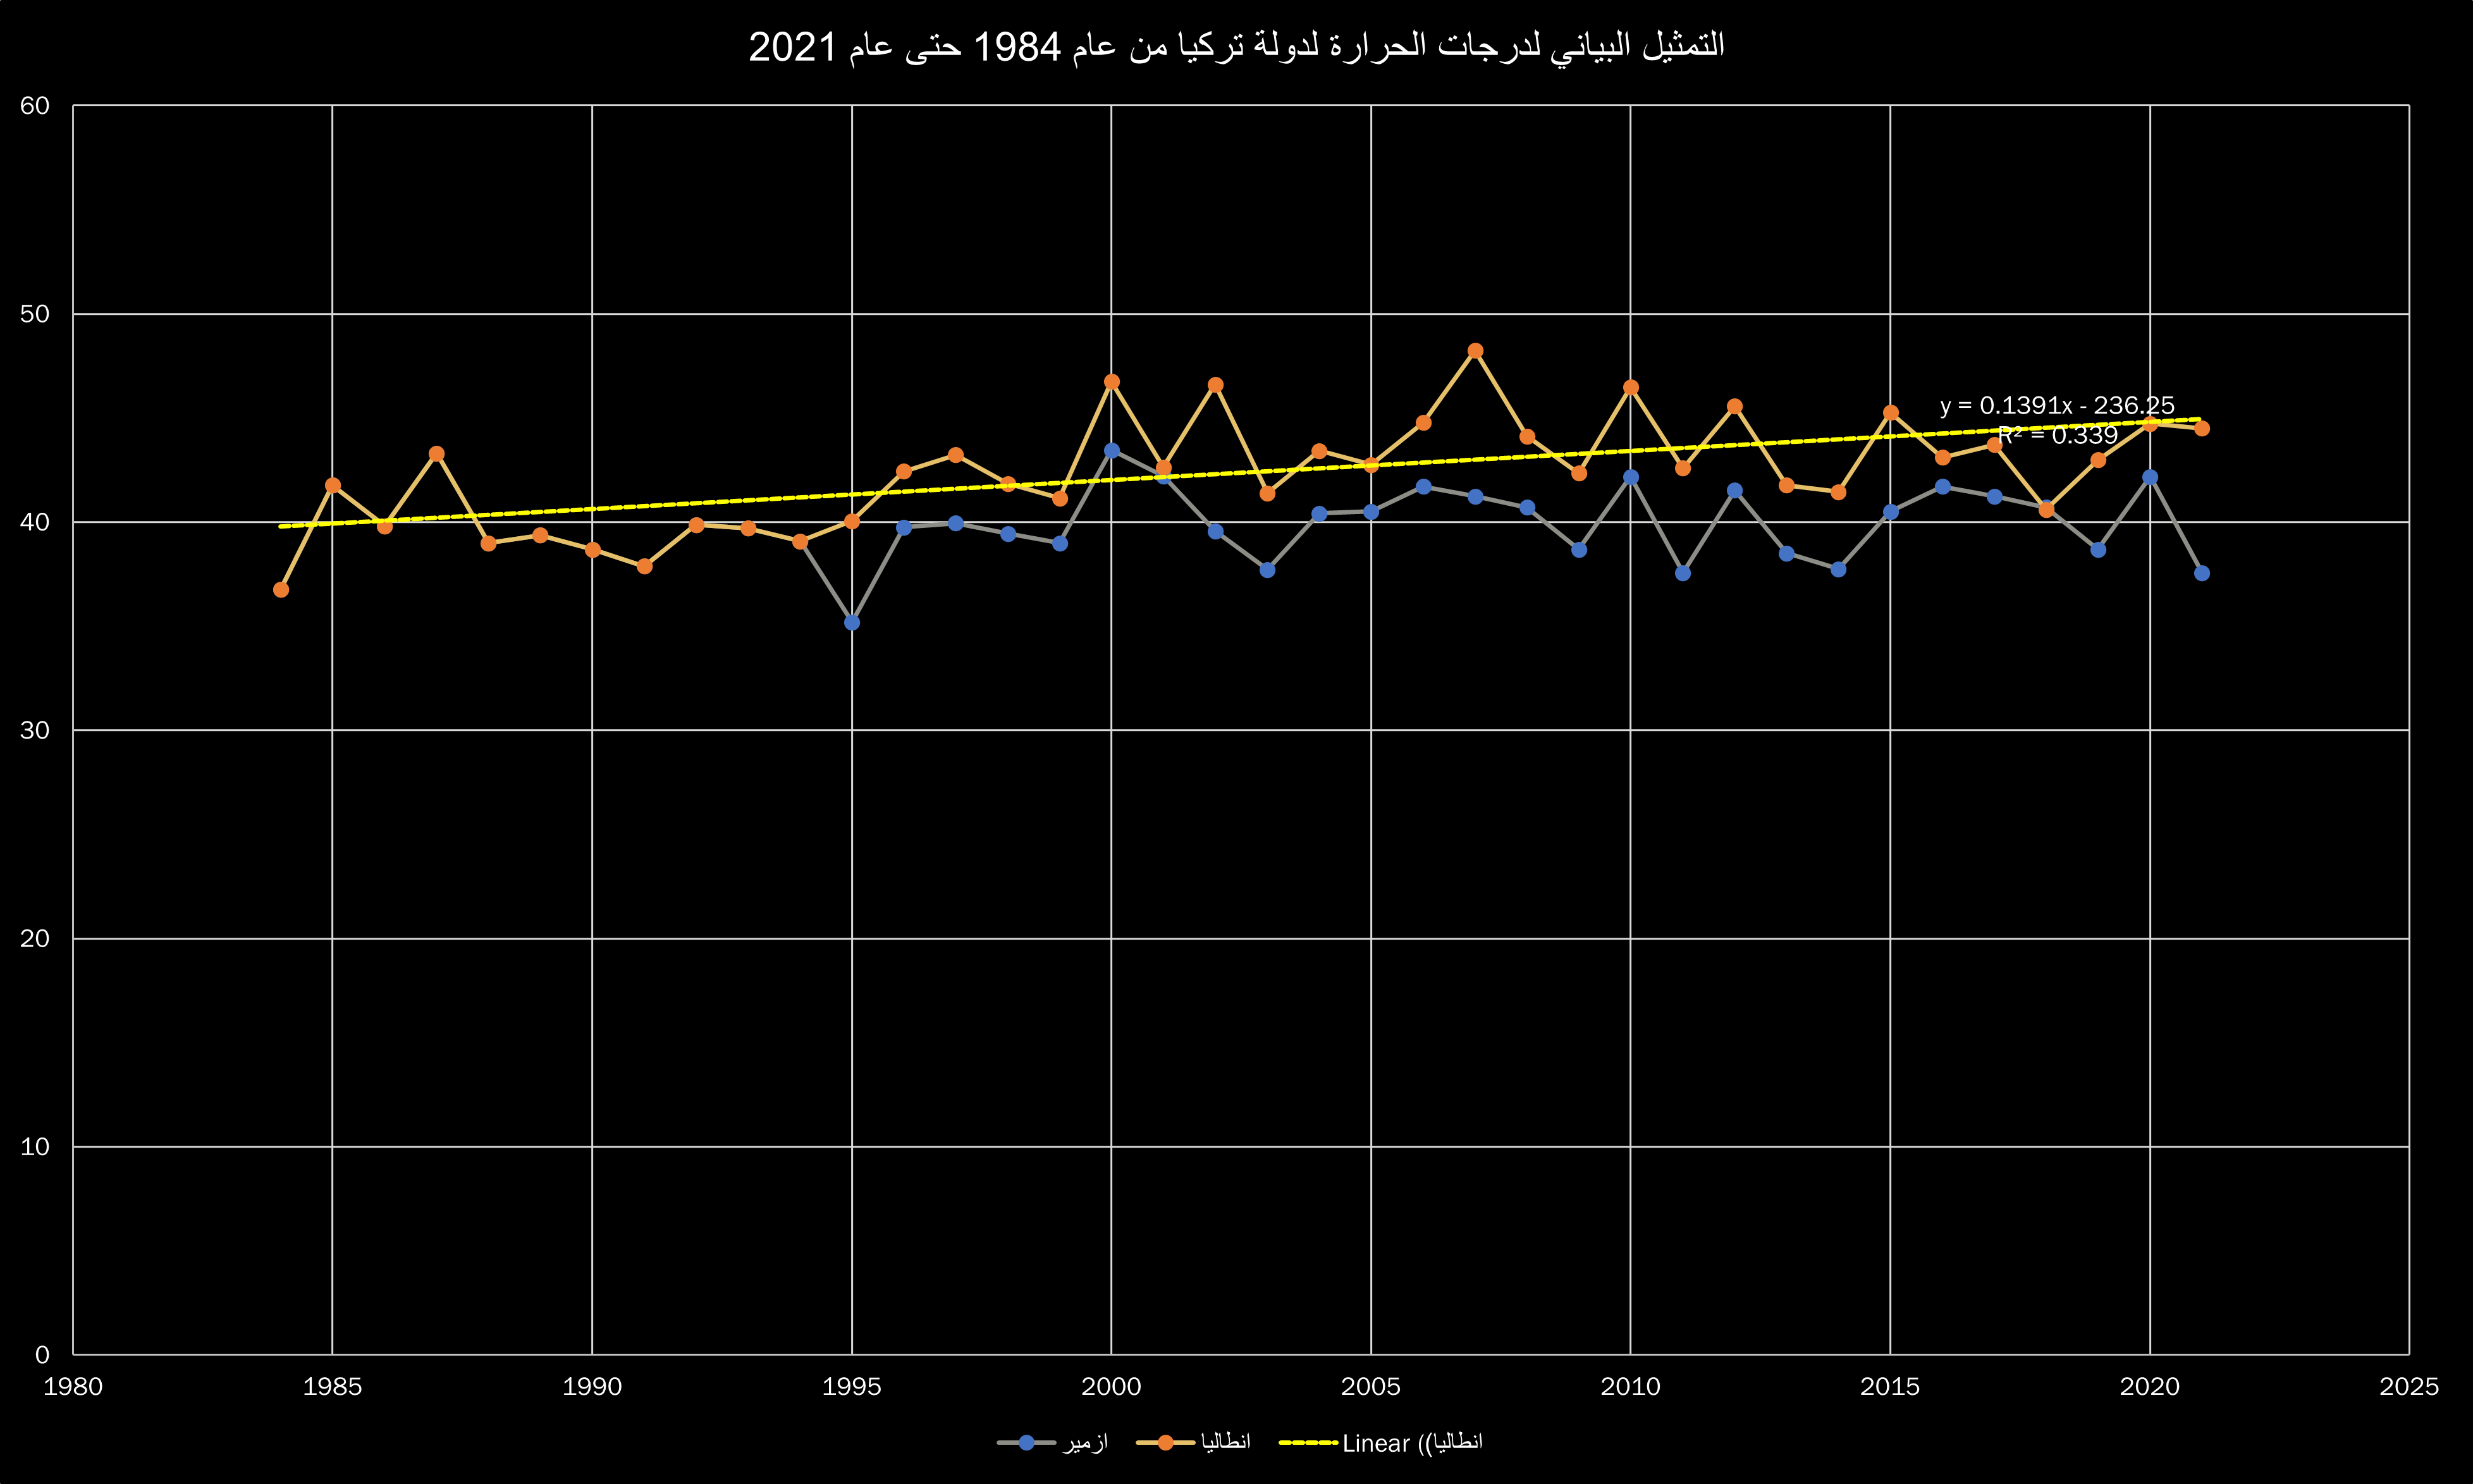 التمثيل البياني لدرجات الحرارة لدولة تركيا من عام 1984 حتى عام 2021
60
50
40
30
20
10
0
y = 0.1391x - 236.25
R² = 0.339
1980 1985 1990 1995 2000 2005 2010 2015 2020 2025
ازمير انطاليا Linear ((انطاليا